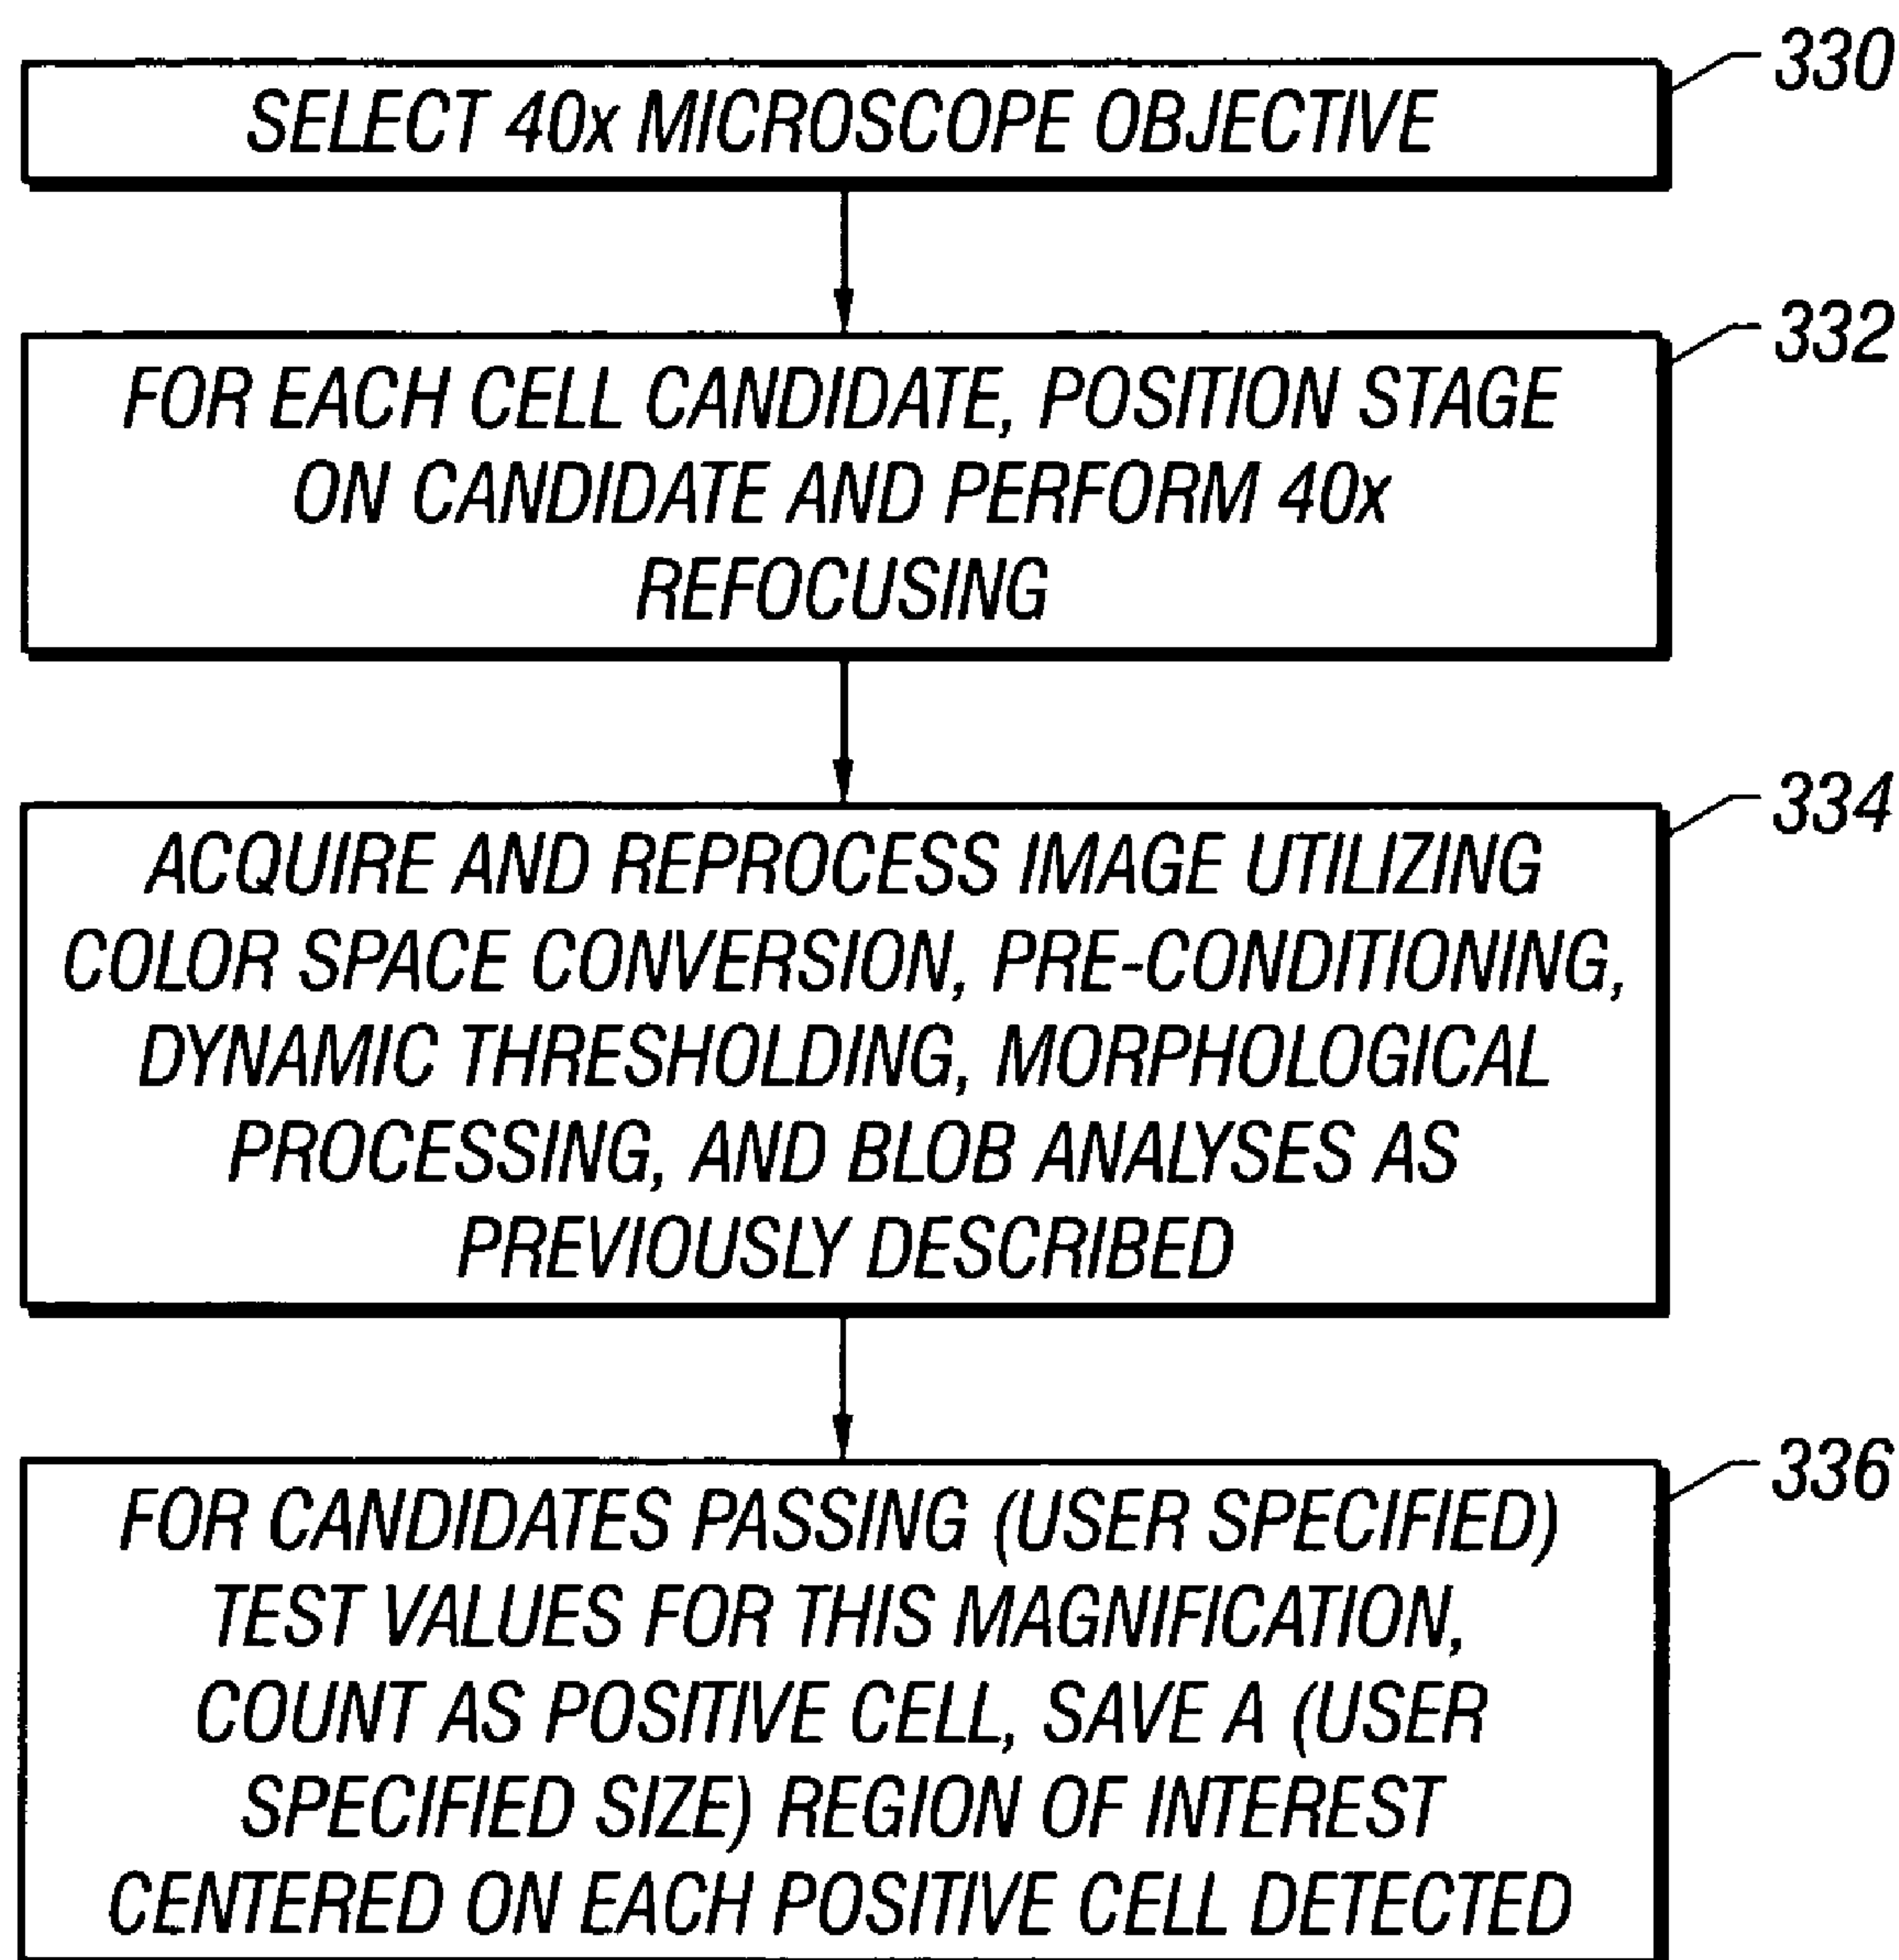 330
SELECT 40x MICROSCOPE OBJECTIVE
332
FOR EACH CELL CANDIDATE, POSITION STAGE
ON CANDIDATE AND PERFORM 40x
REFOCUSING
334
ACQUIRE AND REPROCESS IMAGE UTILIZING
COLOR SPACE CONVERSION, PRE-CONDITIONING,
DYNAMIC THRESHOLDING, MORPHOLOGICAL
PROCESSING, AND BLOB ANALYSES AS
PREVIOUSLY DESCRIBED
336
FOR CANDIDATES PASSING (USER SPECIFIED)
TEST VALUES FOR THIS MAGNIFICATION,
COUNT AS POSITIVE CELL, SAVE A (USER
SPECIFIED SIZE) REGION OF INTEREST
CENTERED ON EACH POSITIVE CELL DETECTED